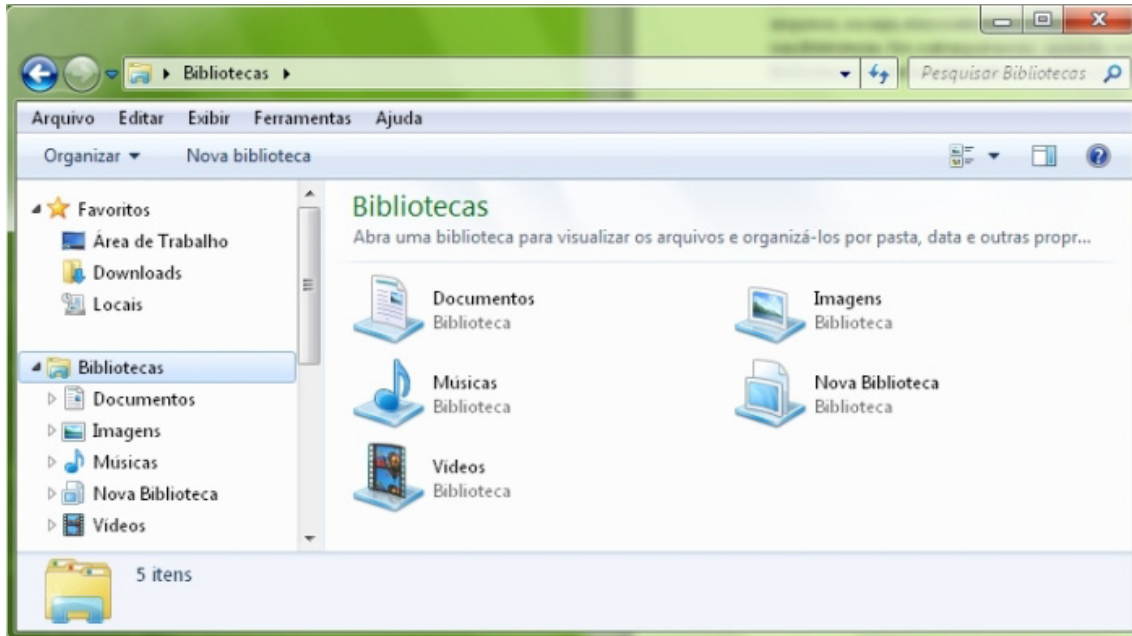 Bibliotecas
Pesquisar Bibliotecas
Arquivo Editar Exibir Ferramentas Ajuda
Organizar Nova biblioteca
Favoritos
Área de Trabalho
Downloads
Locais
Bibliotecas
Documentos
Imagens
Músicas
Nova Biblioteca
Vídeos
Bibliotecas
Abra uma biblioteca para visualizar os arquivos e organizá-los por pasta, data e outras propr...
Documentos
Biblioteca
Imagens
Biblioteca
Músicas
Biblioteca
Nova Biblioteca
Biblioteca
Vídeos
Biblioteca
5 itens